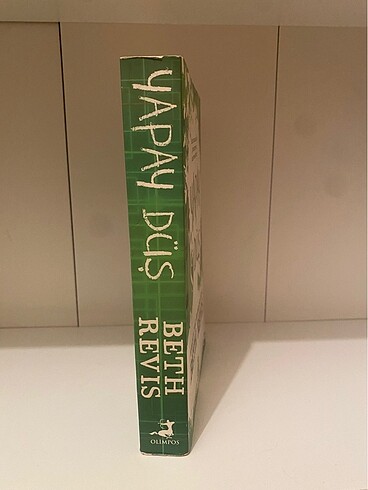 YAPAY DÜŞ
BETH
REVIS
OLIMPOS